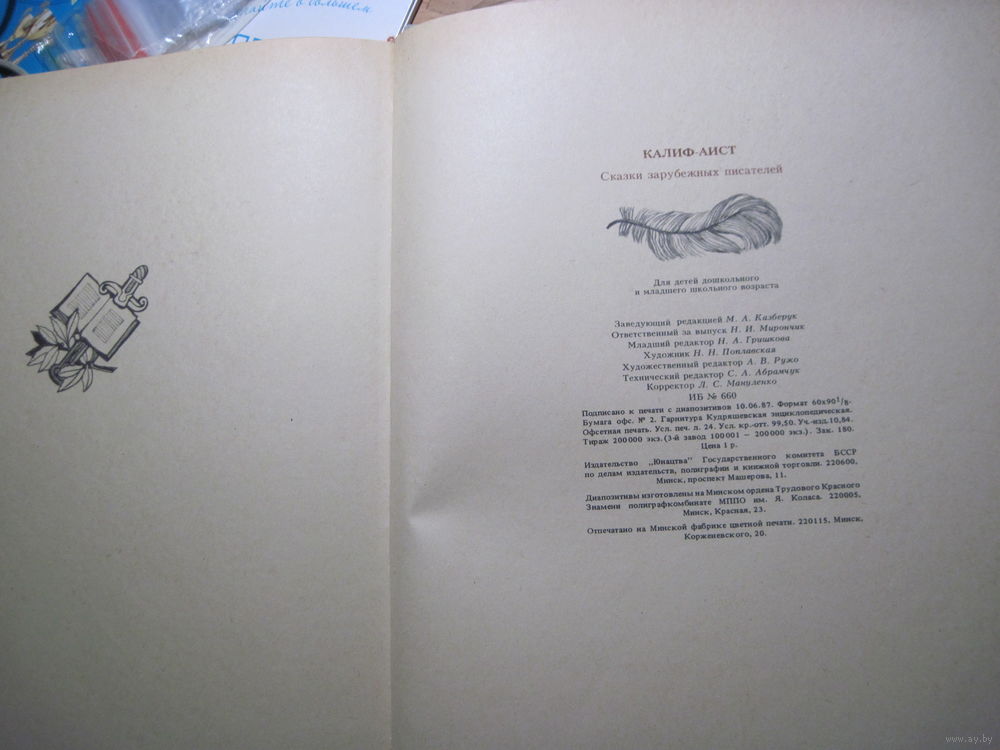 те о большем
КАЛИФ-АИСТ
Сказки зарубежных писателей
Для детей дошкольного
и младшего школьного возраста
Заведующий редакцией М. А. Казберук
Ответственный за выпуск Н. И. Мирончик
Младший редактор Н. А. Гришкова
Художник Н. Н. Поплавская
Художественный редактор А. В. Ружо
Технический редактор С. А. Абрамчук
Корректор Л. С. Мануленко
ИБ № 660
Подписано к печати с диапозитивов 10.06.87. Формат 60х90 1/8.
Бумага офс. № 2. Гарнитура Кудряшевская энциклопедическая.
Офсетная печать. Усл. печ. л. 24. Усл. кр.-отт. 99,50. Уч.-изд. 10,84.
Тираж 200000 экз. (3-й завод 100001 — 200000 экз.). Зак. 180.
Цена 1 р.
Издательство „Юнацтва" Государственного комитета БССР
по делам издательств, полиграфии и книжной торговли. 220600,
Минск, проспект Машерова, 11.
Диапозитивы изготовлены на Минском ордена Трудового Красного
Знамени полиграфкомбинате МППО им. Я. Коласа. 220005,
Минск, Красная, 23.
Отпечатано на Минской фабрике цветной печати. 220115, Минск,
Корженевского, 20.
www.ay.by